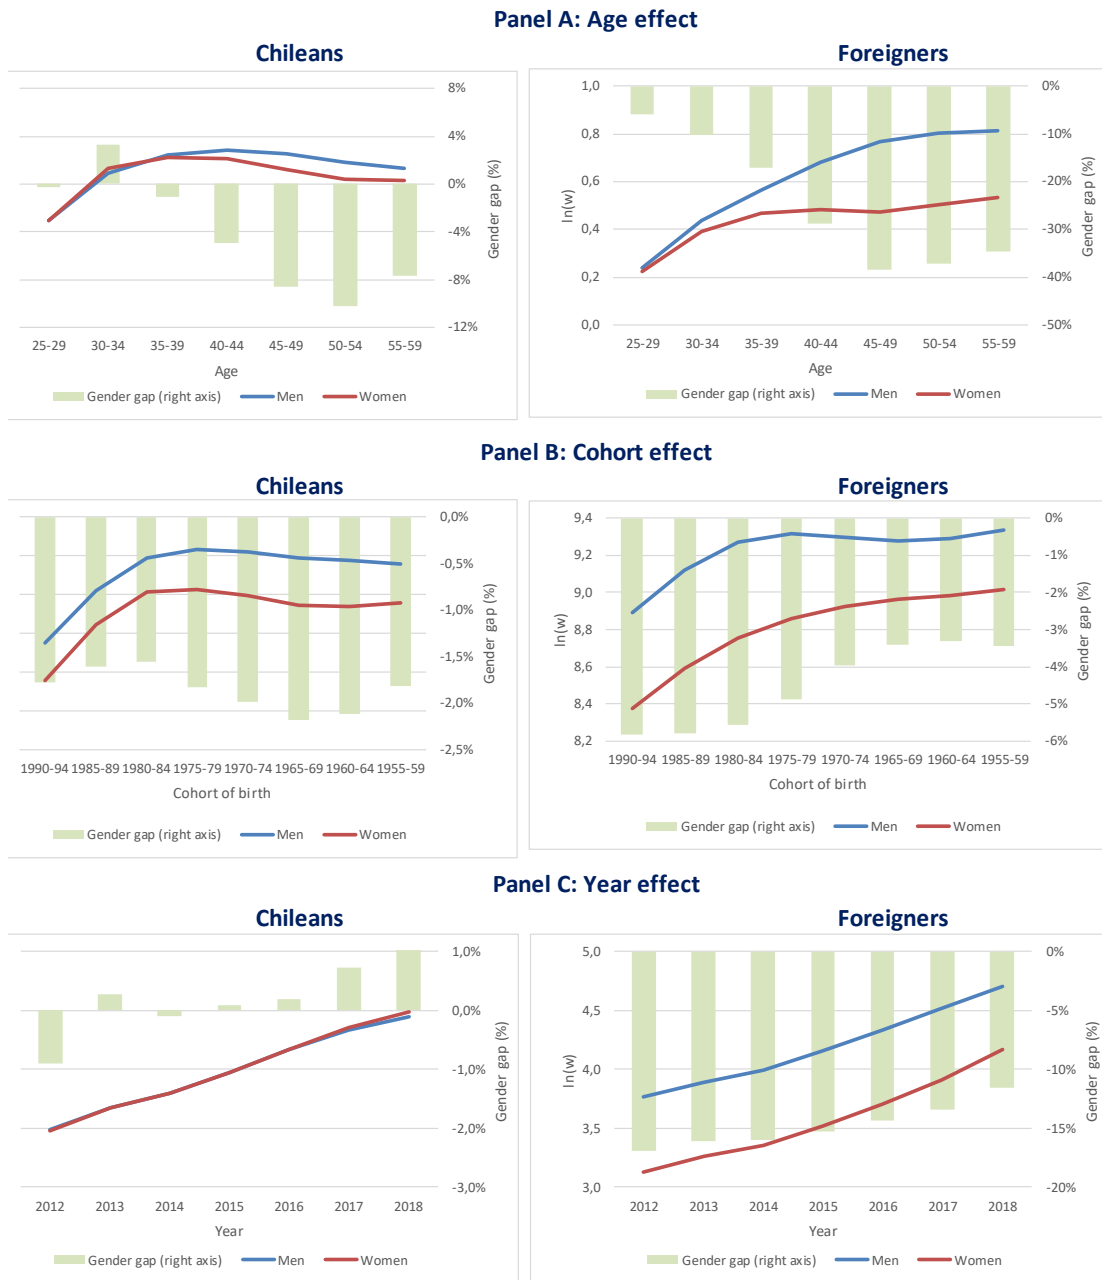 Panel A: Age effect
Chileans
8%
4%
0%
-4%
-8%
-12%
Gender gap (%)
25-29 30-34 35-39 40-44 45-49 50-54 55-59
Age
Gender gap (right axis) Men Women
Foreigners
1,0
0,8
0,6
0,4
0,2
0,0
ln(w)
0%
-10%
-20%
-30%
-40%
-50%
Gender gap (%)
25-29 30-34 35-39 40-44 45-49 50-54 55-59
Age
Gender gap (right axis) Men Women
Panel B: Cohort effect
Chileans
0,0%
-0,5%
-1,0%
-1,5%
-2,0%
-2,5%
Gender gap (%)
1990-94 1985-89 1980-84 1975-79 1970-74 1965-69 1960-64 1955-59
Cohort of birth
Gender gap (right axis) Men Women
Foreigners
9,4
9,2
9,0
8,8
8,6
8,4
8,2
ln(w)
0%
-1%
-2%
-3%
-4%
-5%
-6%
Gender gap (%)
1990-94 1985-89 1980-84 1975-79 1970-74 1965-69 1960-64 1955-59
Cohort of birth
Gender gap (right axis) Men Women
Panel C: Year effect
Chileans
1,0%
0,0%
-1,0%
-2,0%
-3,0%
Gender gap (%)
2012 2013 2014 2015 2016 2017 2018
Year
Gender gap (right axis) Men Women
Foreigners
5,0
4,5
4,0
3,5
3,0
ln(w)
0%
-5%
-10%
-15%
-20%
Gender gap (%)
2012 2013 2014 2015 2016 2017 2018
Year
Gender gap (right axis) Men Women